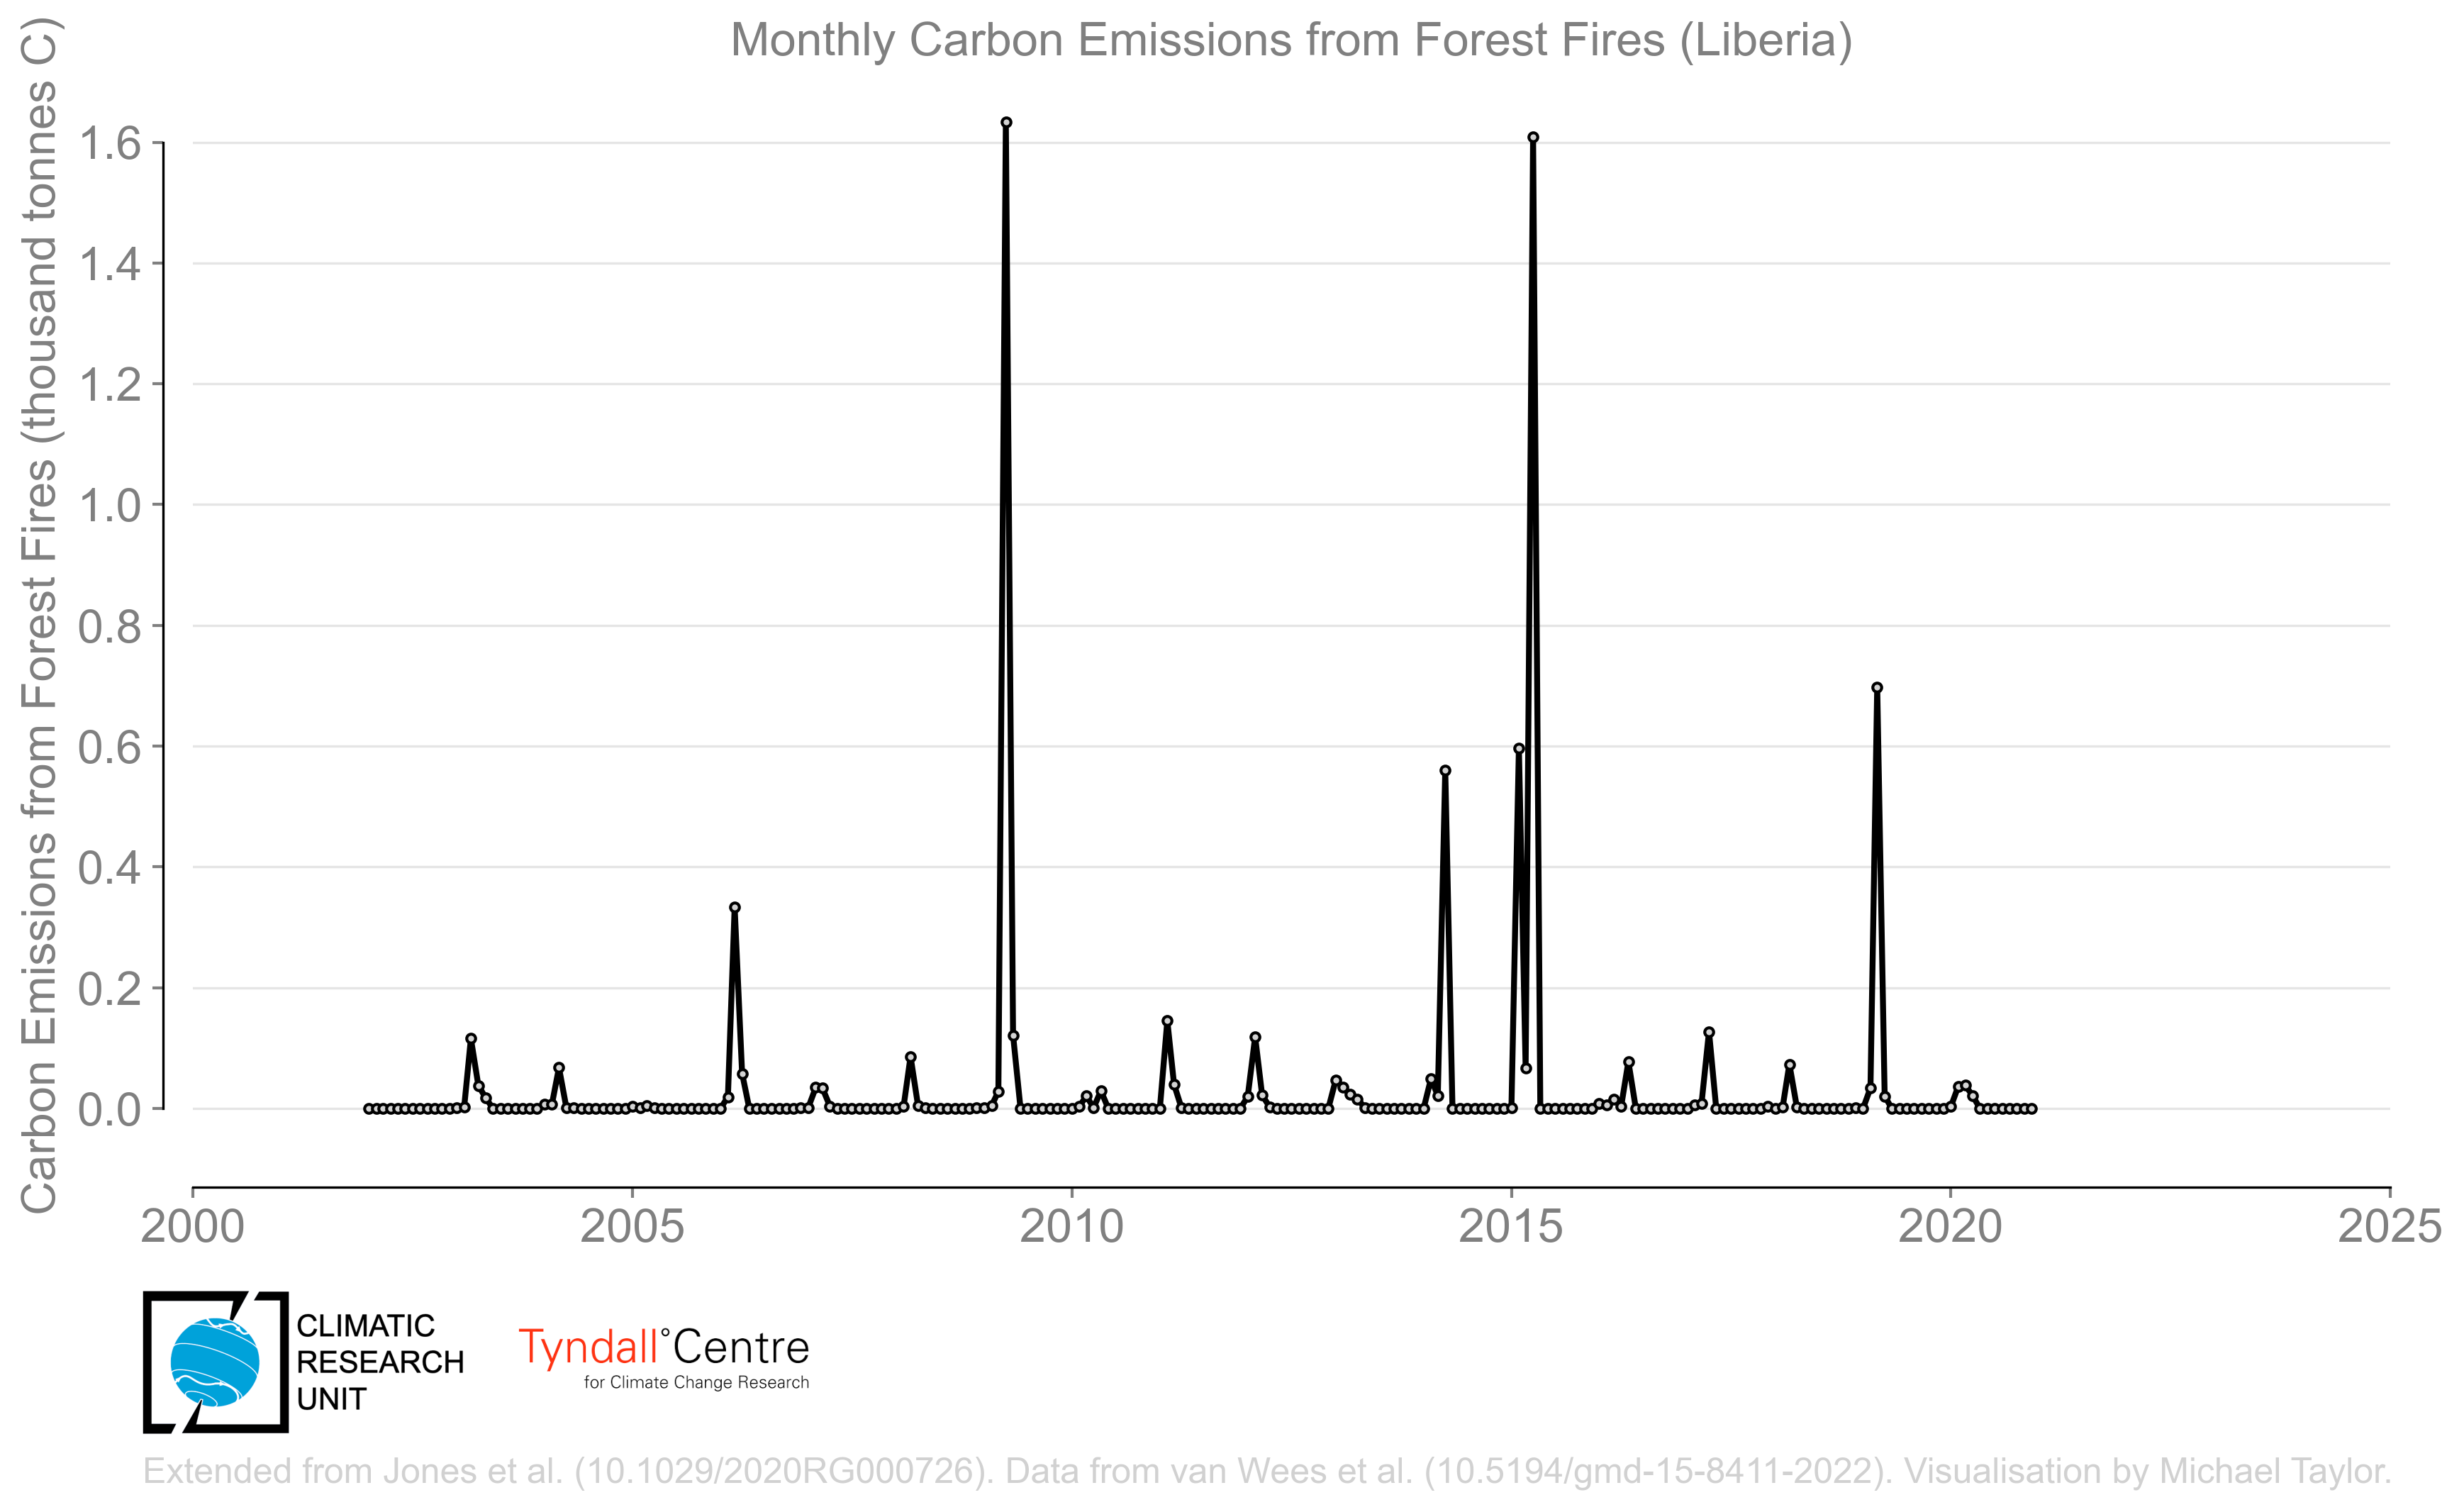 Monthly Carbon Emissions from Forest Fires (Liberia)
Carbon Emissions from Forest Fires (thousand tonnes C)
1.6
1.4
1.2
1.0
0.8
0.6
0.4
0.2
0.0
2000 2005 2010 2015 2020 2025
CLIMATIC
RESEARCH
UNIT
Tyndall°Centre
for Climate Change Research
Extended from Jones et al. (10.1029/2020RG000726). Data from van Wees et al. (10.5194/gmd-15-8411-2022). Visualisation by Michael Taylor.